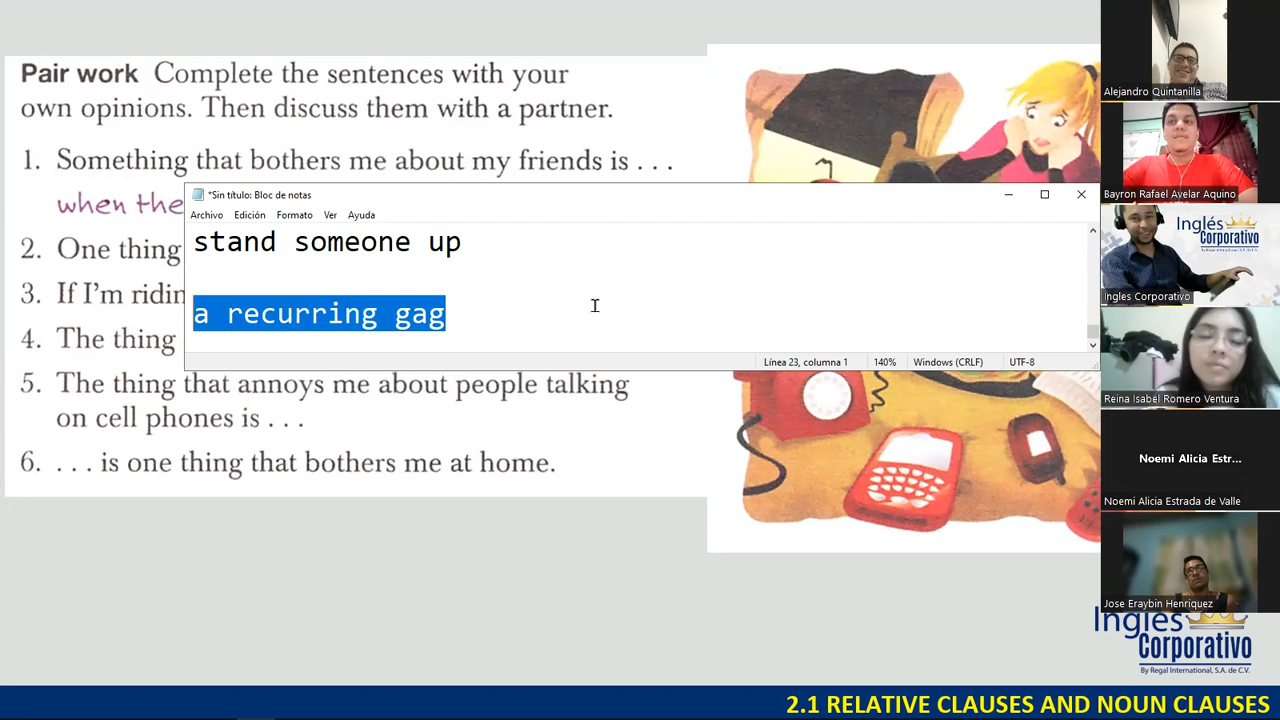 Pair work Complete the sentences with your
own opinions. Then discuss them with a partner.
1. Something that bothers me about my friends is . . .
when the
2. One thing
3. If I'm ridin
4. The thing
5. The thing that annoys me about people talking
on cell phones is . . .
6. . . . is one thing that bothers me at home.
*Sin título: Bloc de notas
Archivo Edición Formato Ver Ayuda
stand someone up
a recurring gag
Línea 23, columna 1 140% Windows (CRLF) UTF-8
Alejandro Quintanilla
Bayron Rafael Avelar Aquino
Inglés
Corporativo
Ingles Corporativo
Reina Isabel Romero Ventura
Noemi Alicia Estr...
Noemi Alicia Estrada de Valle
Jose Eraybin Henriquez
Inglés
Corporativo
By Regal International, S.A. de C.V.
2.1 RELATIVE CLAUSES AND NOUN CLAUSES